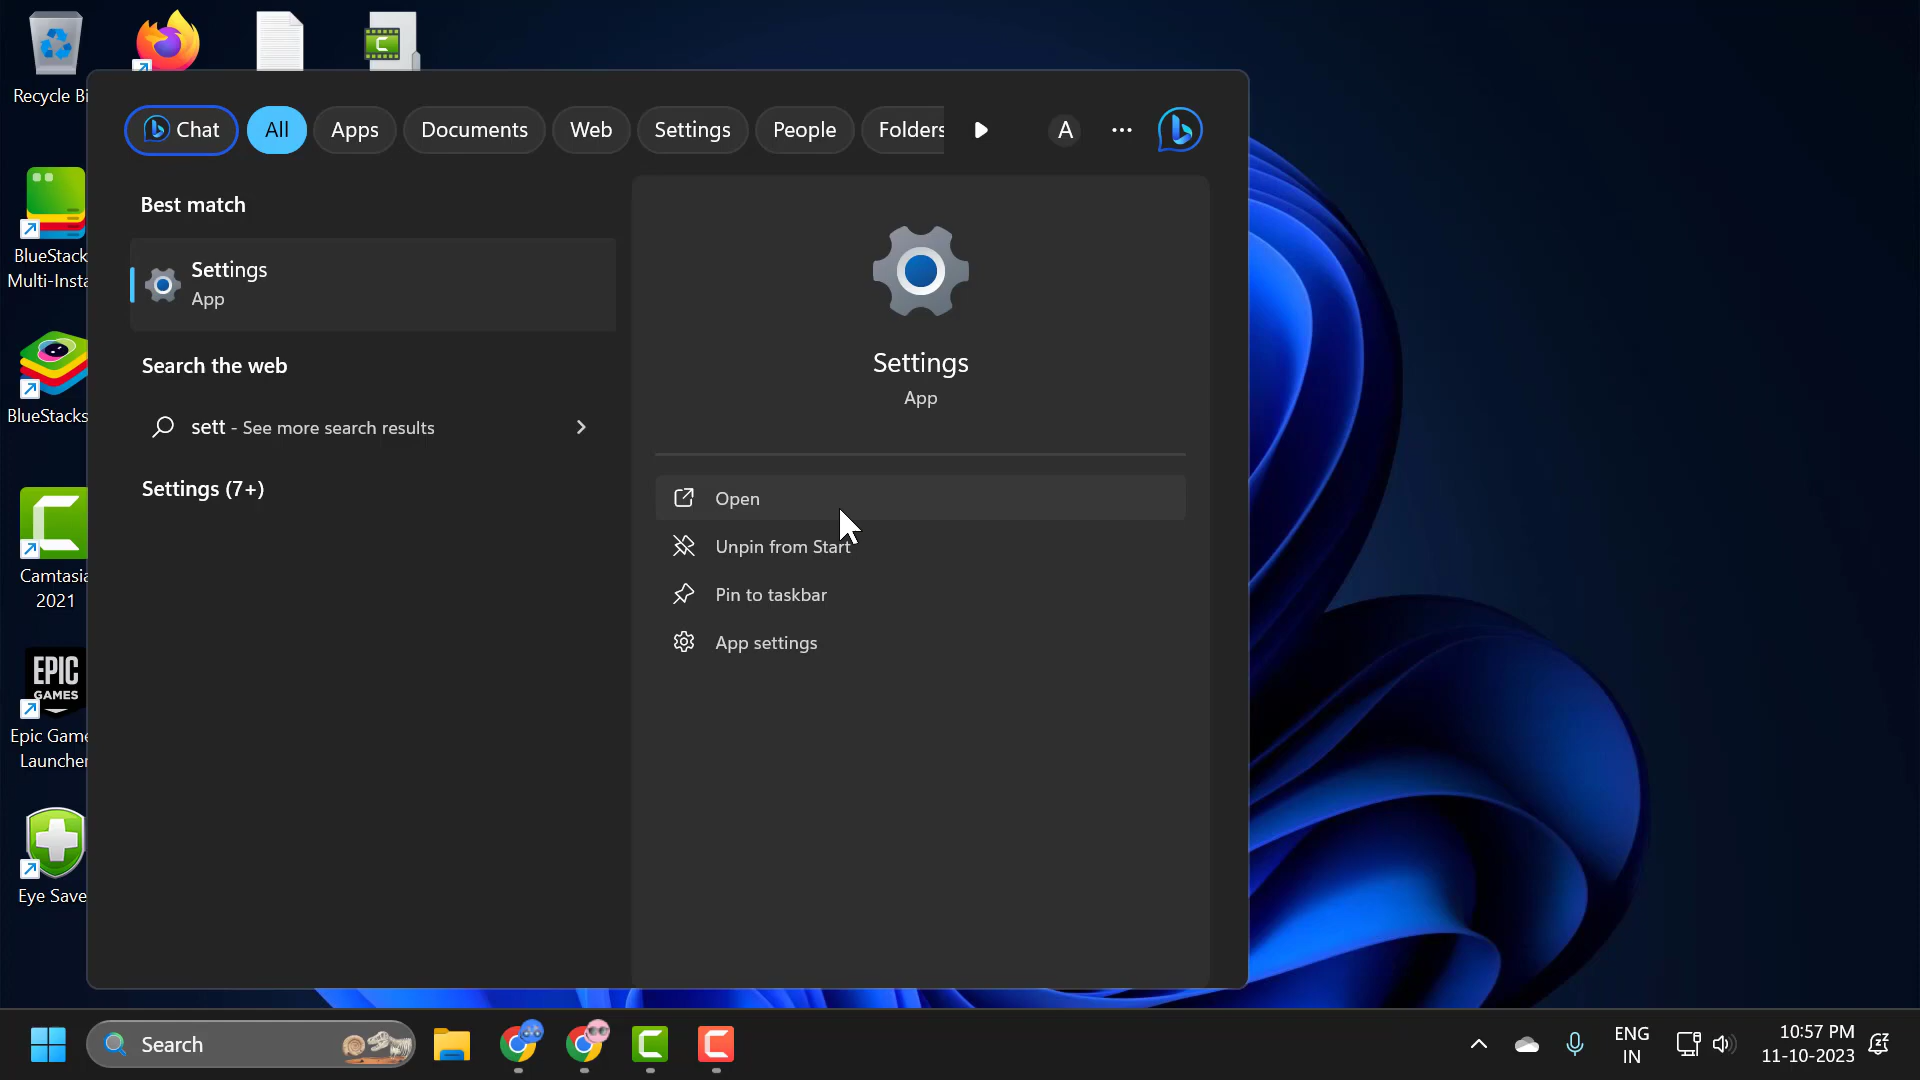 Recycle Bi
Chat
All
Apps
Documents
Web
Settings
People
Folders
A
Best match
Settings
App
Search the web
sett - See more search results
Settings (7+)
Settings
App
Open
Unpin from Start
Pin to taskbar
App settings
BlueStack
Multi-Insta
BlueStacks
Camtasia
2021
EPIC
GAMES
Epic Game
Launcher
Eye Save
Search
ENG
IN
10:57 PM
11-10-2023